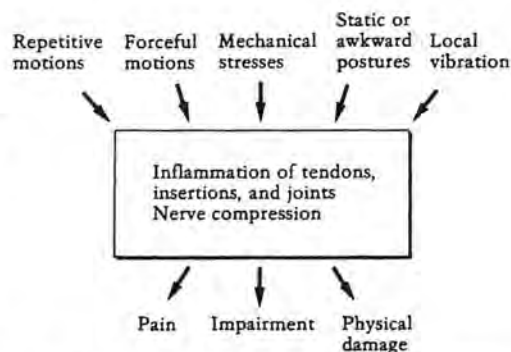 Repetitive motions
Forceful motions
Mechanical stresses
Static or awkward postures
Local vibration
Inflammation of tendons,
insertions, and joints
Nerve compression
Pain
Impairment
Physical damage